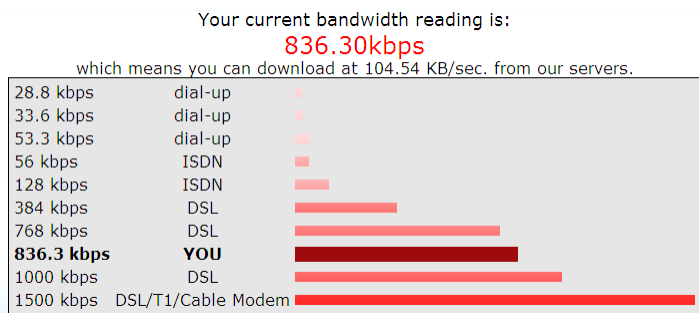 Your current bandwidth reading is:
836.30kbps
which means you can download at 104.54 KB/sec. from our servers.
28.8 kbps dial-up
33.6 kbps dial-up
53.3 kbps dial-up
56 kbps ISDN
128 kbps ISDN
384 kbps DSL
768 kbps DSL
836.3 kbps YOU
1000 kbps DSL
1500 kbps DSL/T1/Cable Modem